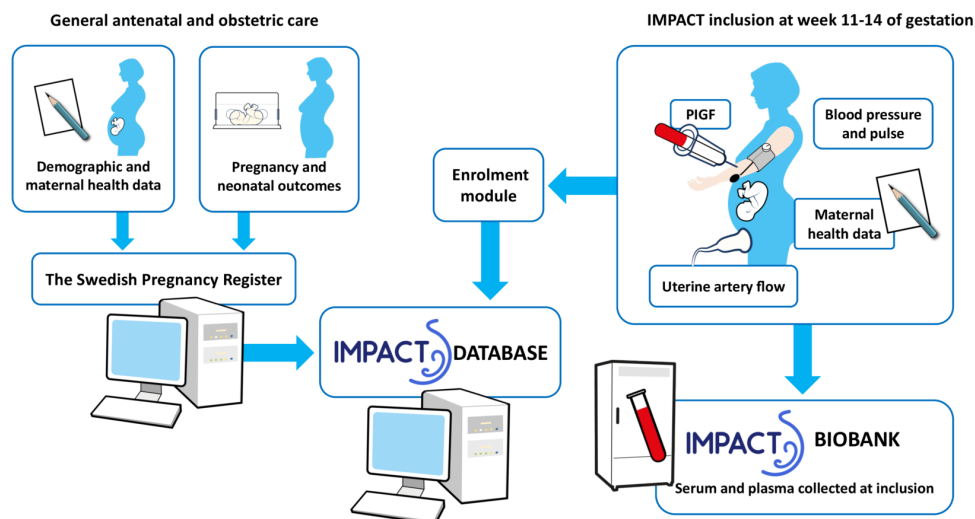 General antenatal and obstetric care
IMPACT inclusion at week 11-14 of gestation
Demographic and
maternal health data
Pregnancy and
neonatal outcomes
The Swedish Pregnancy Register
Enrolment
module
IMPACT DATABASE
PIGF
Blood pressure
and pulse
Maternal
health data
Uterine artery flow
IMPACT BIOBANK
Serum and plasma collected at inclusion